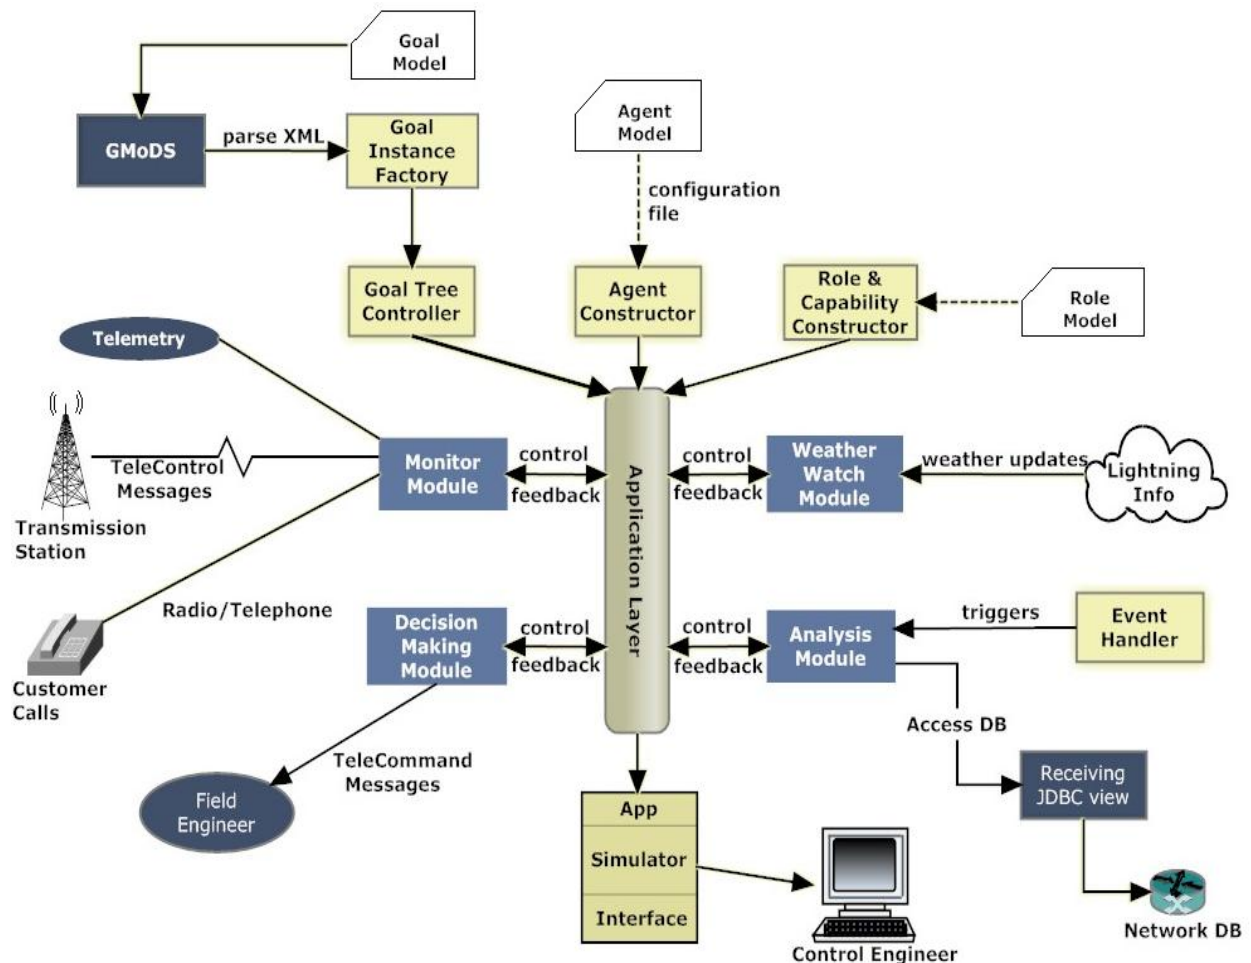 Goal
Model
GMoDS
parse XML
Goal
Instance
Factory
Agent
Model
configuration
file
Goal Tree
Controller
Agent
Constructor
Role &
Capability
Constructor
Role
Model
Telemetry
TeleControl
Messages
Transmission
Station
Monitor
Module
control
feedback
Application Layer
control
feedback
Weather
Watch
Module
weather updates
Lightning
Info
Radio/Telephone
Customer
Calls
Decision
Making
Module
control
feedback
control
feedback
Analysis
Module
triggers
Event
Handler
TeleCommand
Messages
Field
Engineer
Access DB
Receiving
JDBC view
App
Simulator
Interface
Control Engineer
Network DB